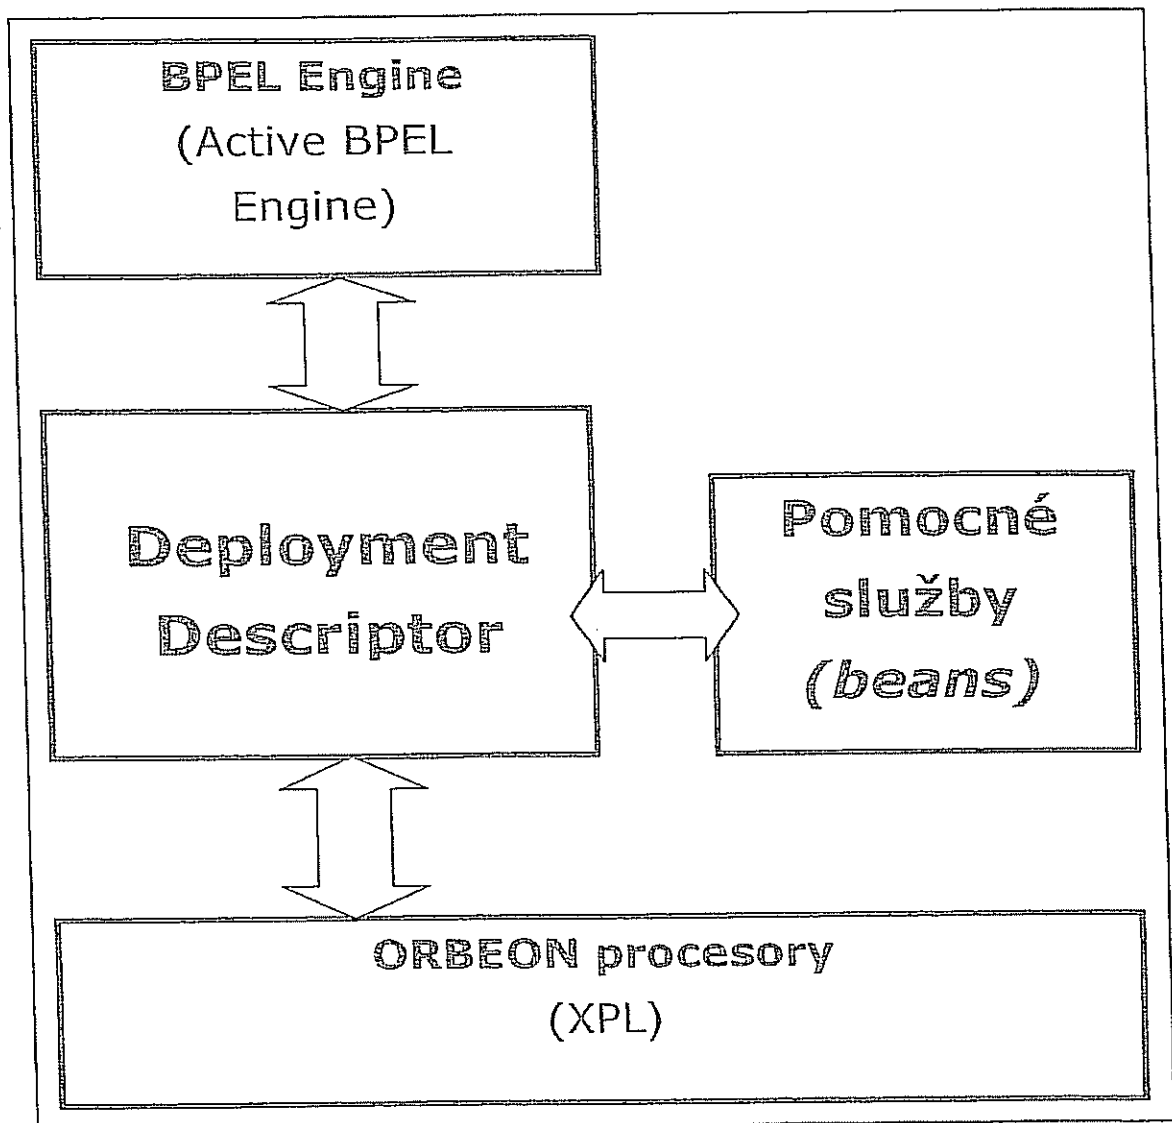 BPEL Engine
(Active BPEL
Engine)
Deployment
Descriptor
Pomocné
služby
(beans)
ORBEON procesory
(XPL)